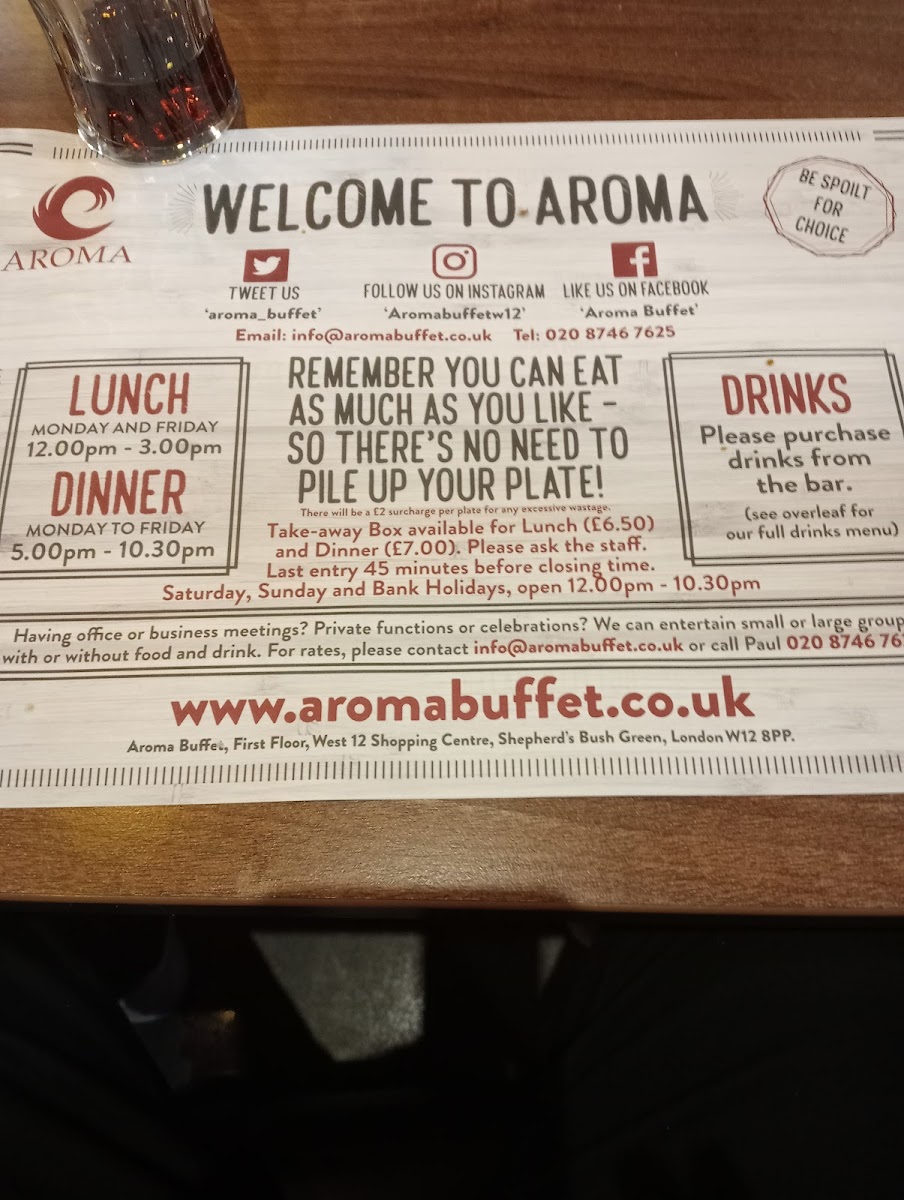 AROMA
WELCOME TO AROMA
BE SPOILT
FOR
CHOICE
TWEET US
'aroma_buffet'
FOLLOW US ON INSTAGRAM
'Aromabuffetw12'
LIKE US ON FACEBOOK
'Aroma Buffet'
Email: info@aromabuffet.co.uk Tel: 020 8746 7625
LUNCH
MONDAY AND FRIDAY
12.00pm - 3.00pm
DINNER
MONDAY TO FRIDAY
5.00pm - 10.30pm
REMEMBER YOU CAN EAT
AS MUCH AS YOU LIKE -
SO THERE'S NO NEED TO
PILE UP YOUR PLATE!
There will be a £2 surcharge per plate for any excessive wastage.
Take-away Box available for Lunch (£6.50)
and Dinner (£7.00). Please ask the staff.
Last entry 45 minutes before closing time.
Saturday, Sunday and Bank Holidays, open 12.00pm - 10.30pm
DRINKS
Please purchase
drinks from
the bar.
(see overleaf for
our full drinks menu)
Having office or business meetings? Private functions or celebrations? We can entertain small or large group
with or without food and drink. For rates, please contact info@aromabuffet.co.uk or call Paul 020 8746 76
www.aromabuffet.co.uk
Aroma Buffet, First Floor, West 12 Shopping Centre, Shepherd's Bush Green, London W12 8PP.